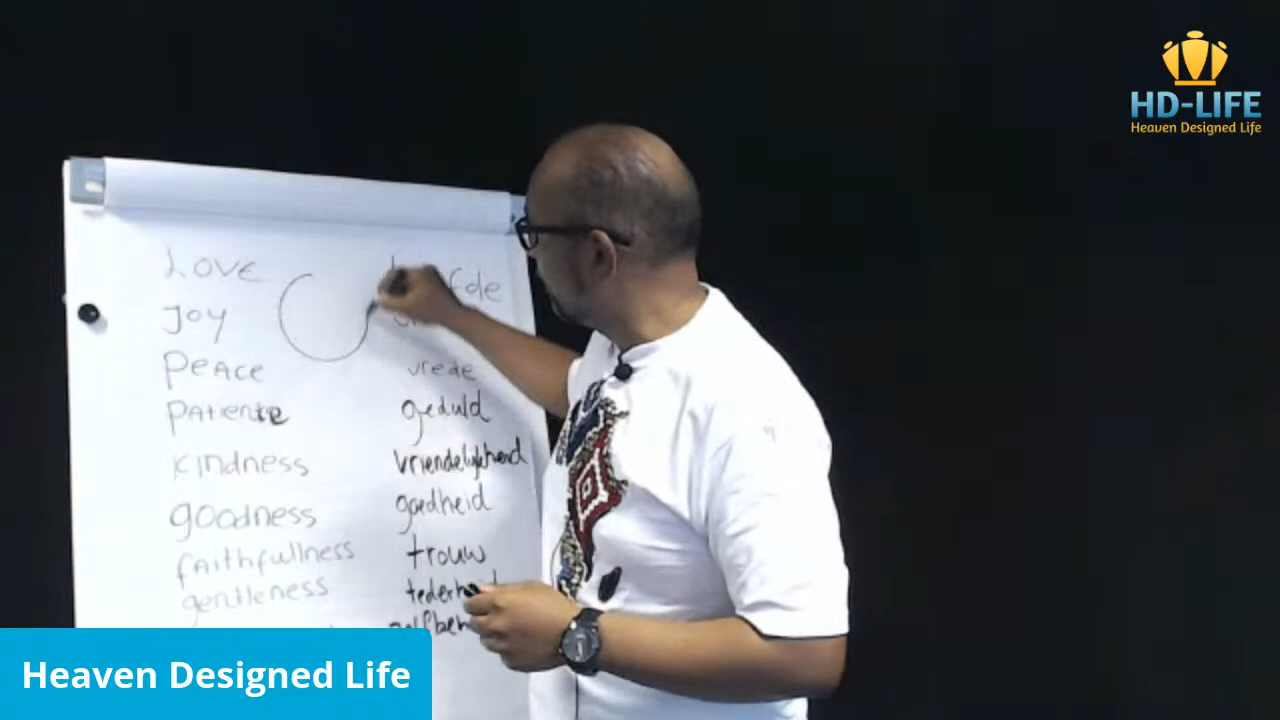 HD-LIFE
Heaven Designed Life
Love
Joy
Peace vrede
Patience geduld
Kindness vriendelijkheid
goodness goedheid
faithfullness trouw
gentleness
Heaven Designed Life